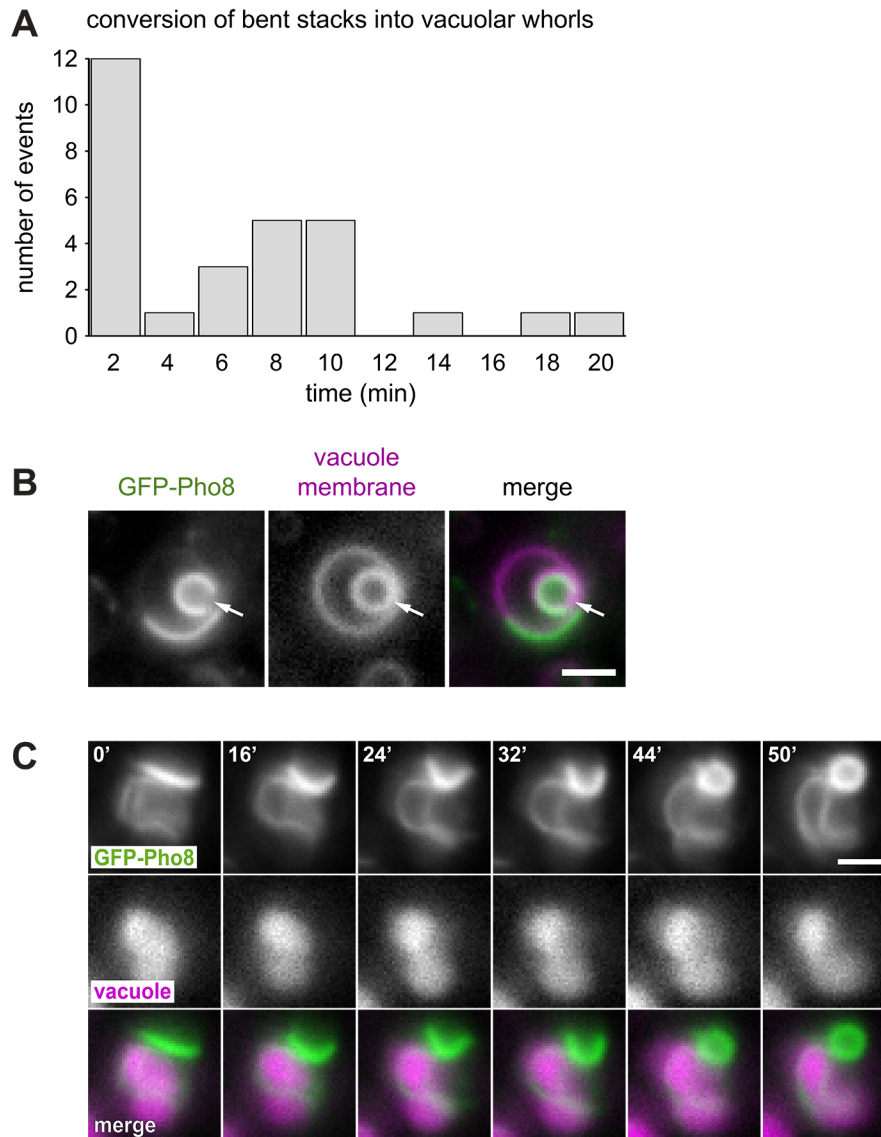 A
conversion of bent stacks into vacuolar whorls
number of events
12
10
8
6
4
2
0
2 4 6 8 10 12 14 16 18 20
time (min)
B
GFP-Pho8
vacuole
membrane
merge
C
0’ 16’ 24’ 32’ 44’ 50’
GFP-Pho8
vacuole
merge